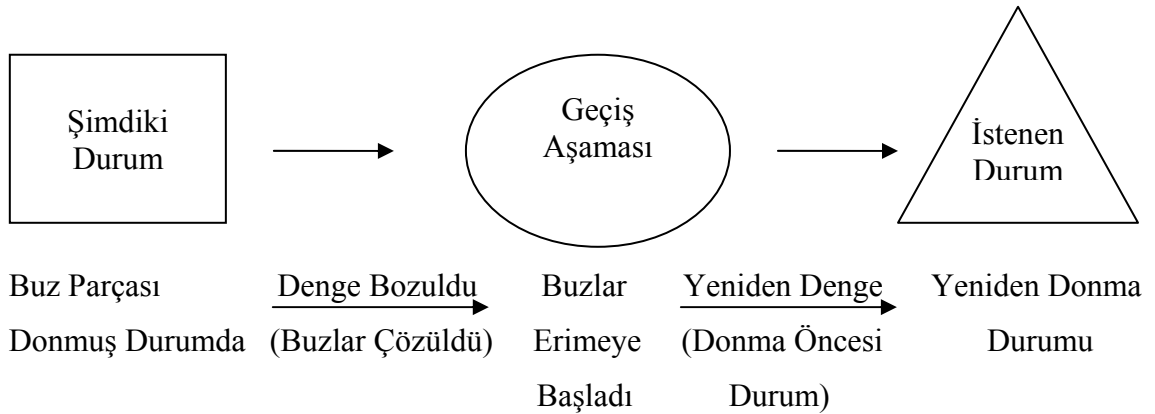 Şimdiki
Durum
Geçiş
Aşaması
İstenen
Durum
Buz Parçası
Donmuş Durumda
Denge Bozuldu
(Buzlar Çözüldü)
Buzlar
Erimeye
Başladı
Yeniden Denge
(Donma Öncesi
Durum)
Yeniden Donma
Durumu